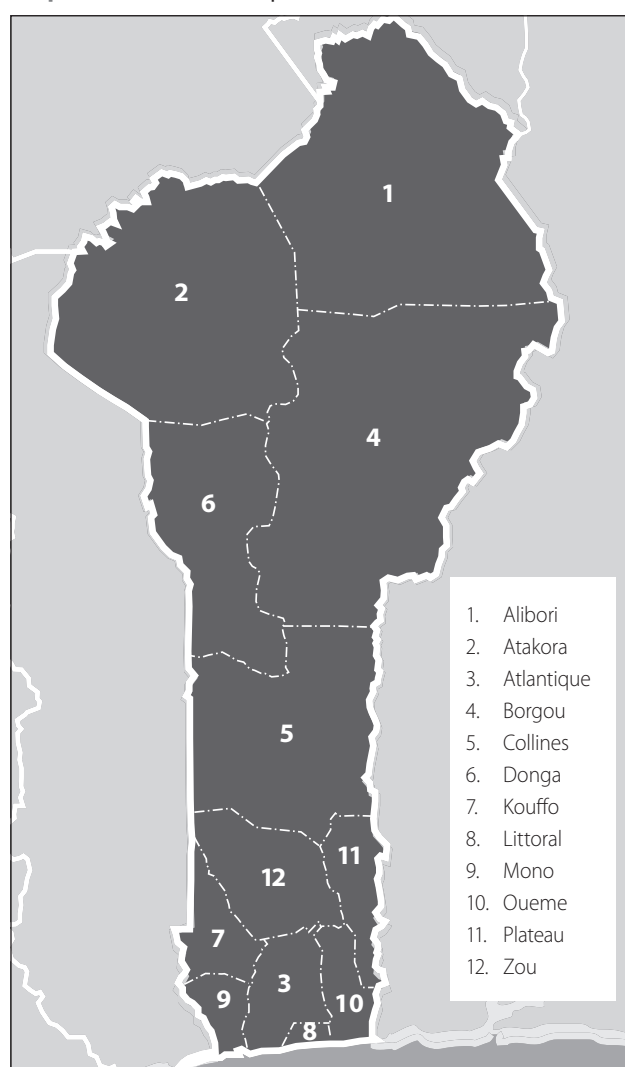 1
2
4
6
5
11
12
7
3
9
10
8
1. Alibori
2. Atakora
3. Atlantique
4. Borgou
5. Collines
6. Donga
7. Kouffo
8. Littoral
9. Mono
10. Oueme
11. Plateau
12. Zou